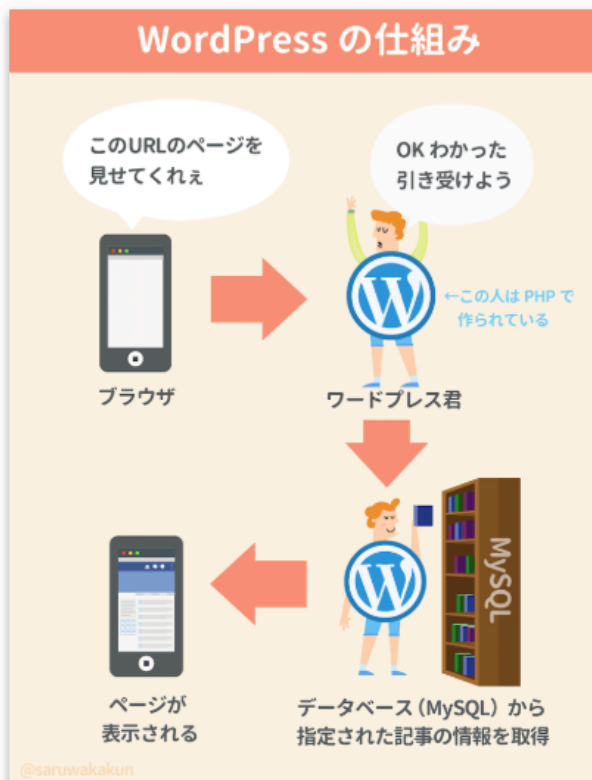 WordPress の仕組み
このURLのページを
見せてくれぇ
OK わかった
引き受けよう
←この人は PHP で
作られている
ブラウザ
ワードプレス君
MySQL
ページが
表示される
データベース（MySQL）から
指定された記事の情報を取得
@saruwakakun